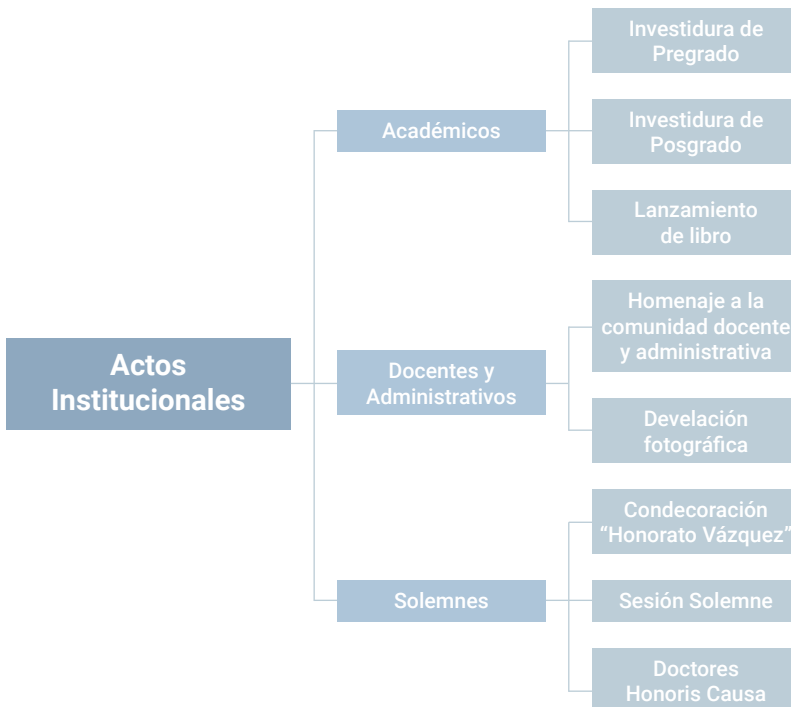 Actos
Institucionales
Académicos
Investidura de
Pregrado
Investidura de
Posgrado
Lanzamiento
de libro
Docentes y
Administrativos
Homenaje a la
comunidad docente
y administrativa
Develación
fotográfica
Solemnes
Condecoración
“Honorato Vázquez”
Sesión Solemne
Doctores
Honoris Causa